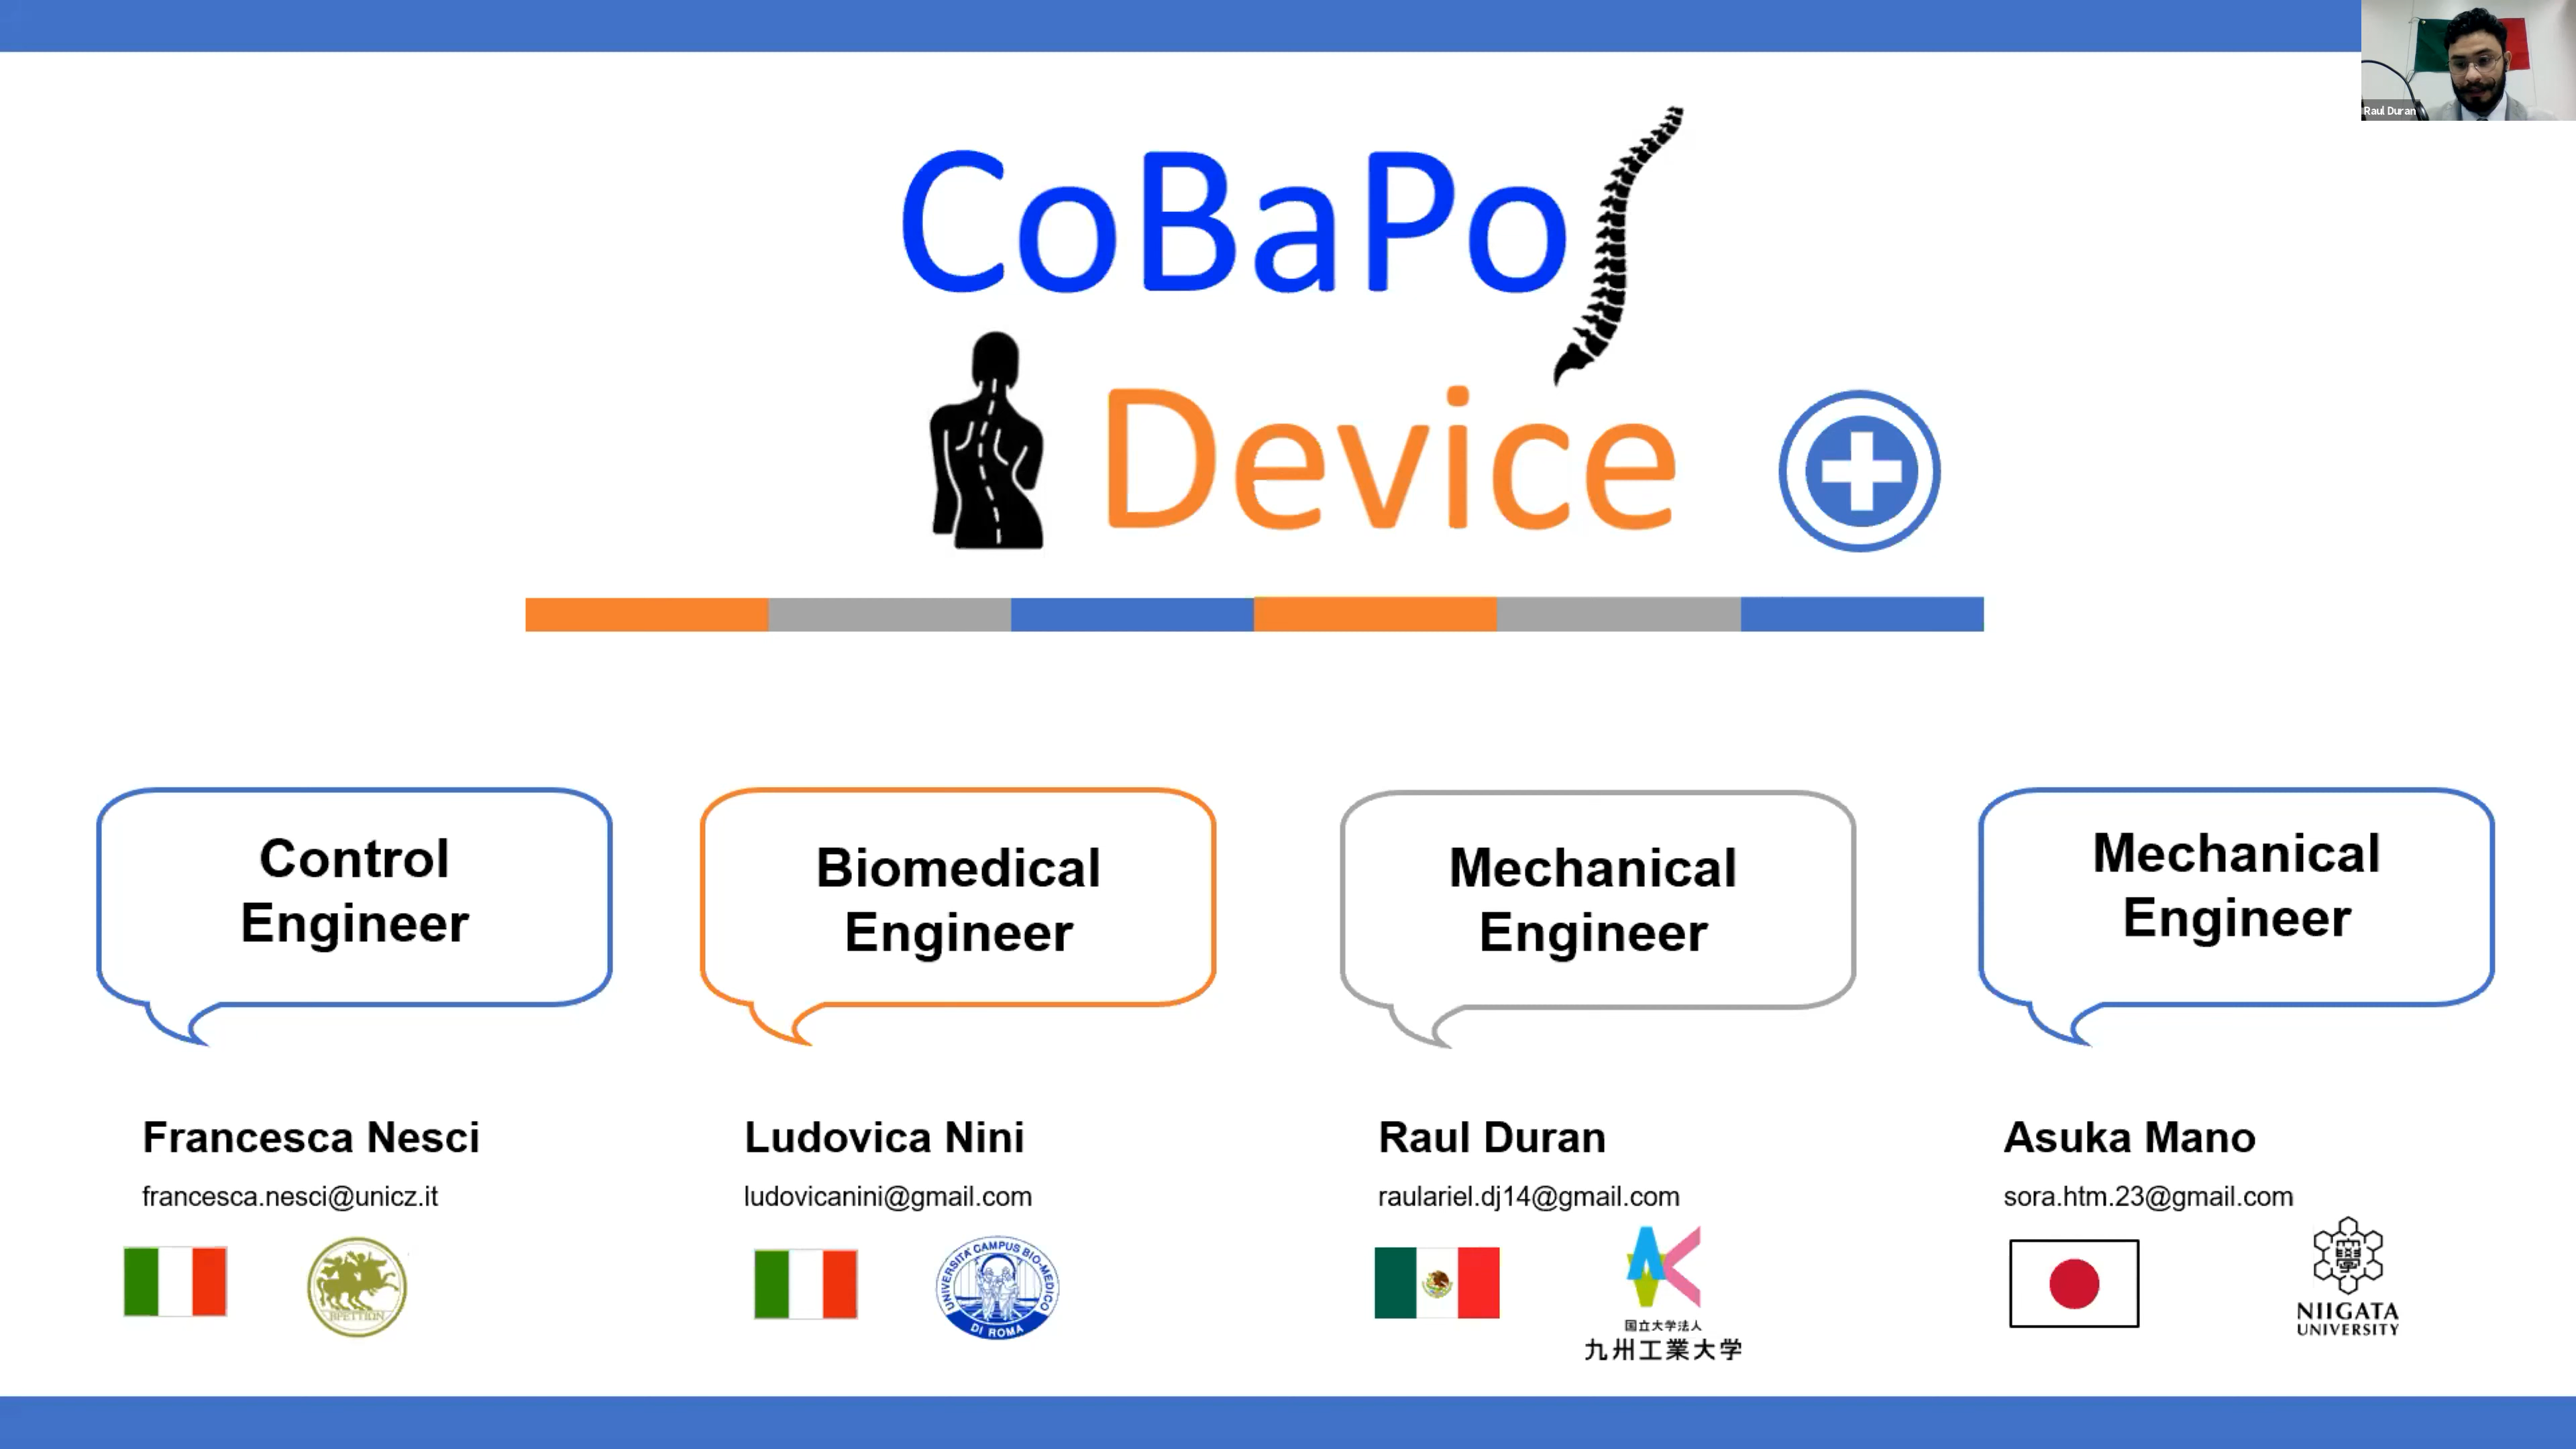 Raul Duran
CoBaPo
Device
Control
Engineer
Biomedical
Engineer
Mechanical
Engineer
Mechanical
Engineer
Francesca Nesci
francesca.nesci@unicz.it
Ludovica Nini
ludovicanini@gmail.com
Raul Duran
raulariel.dj14@gmail.com
Asuka Mano
sora.htm.23@gmail.com
UNIVERSITA CAMPUS BIO-MEDICO
DI ROMA
国立大学法人
九州工業大学
NIIGATA
UNIVERSITY